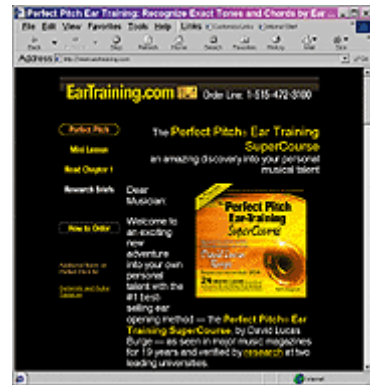 Perfect Pitch Ear Training: Recognize Exact Tones and Chords by Ear
File Edit View Favorites Tools Help Links
Back Stop Refresh Home Search Favorites History
Address
EarTraining.com Order Line: 1-515-472-3100
Perfect Pitch
Mini Lesson
Read Chapter 1
Research Briefs
How to Order
The Perfect Pitch® Ear Training
SuperCourse
an amazing discovery into your personal
musical talent
Dear
Musician:
Welcome to
an exciting
new
adventure
into your own
personal
talent with the
#1 best-
selling ear
opening method — the Perfect Pitch® Ear
Training SuperCourse, by David Lucas
Burge — as seen in major music magazines
for 19 years and verified by research at two
leading universities.
Perfect Pitch
Ear-Training
SuperCourse
24
Internet